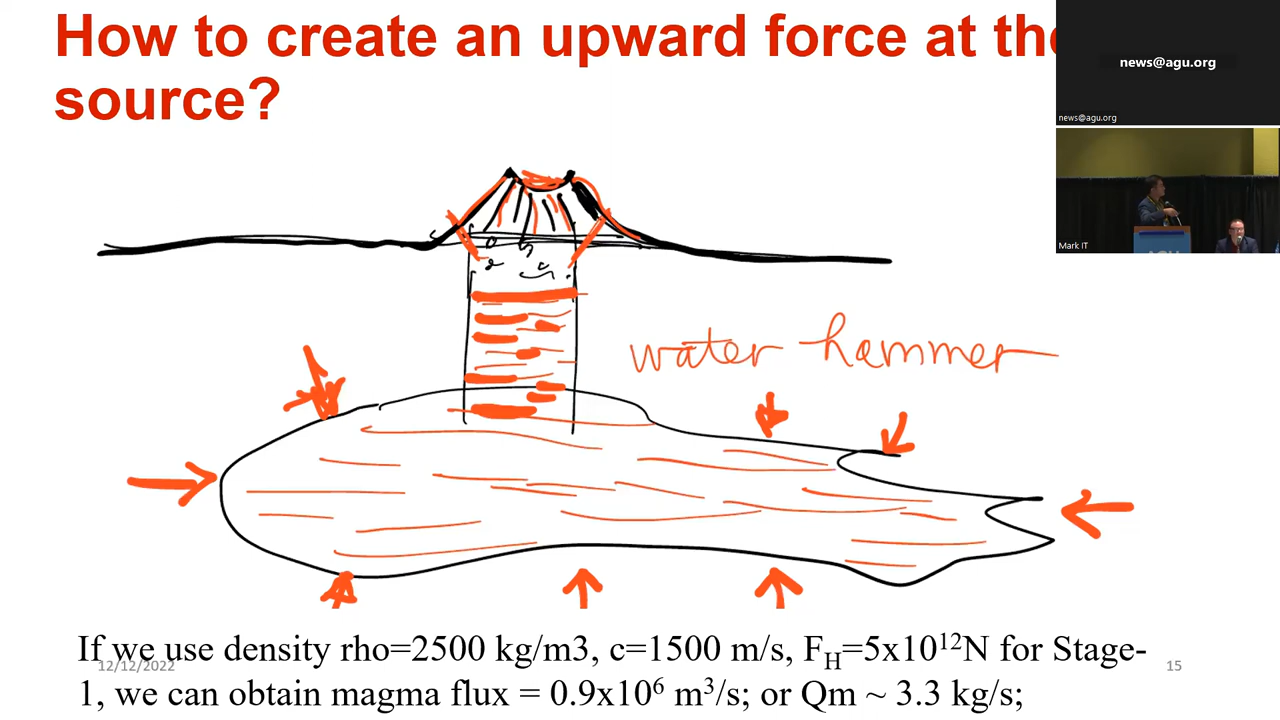 How to create an upward force at the
source?
news@agu.org
news@agu.org
Mark IT
AGU
water hammer
If we use density rho=2500 kg/m3, c=1500 m/s, F_H=5x10¹²N for Stage-
12/12/2022
15
1, we can obtain magma flux = 0.9x10⁶ m³/s; or Qm ~ 3.3 kg/s;